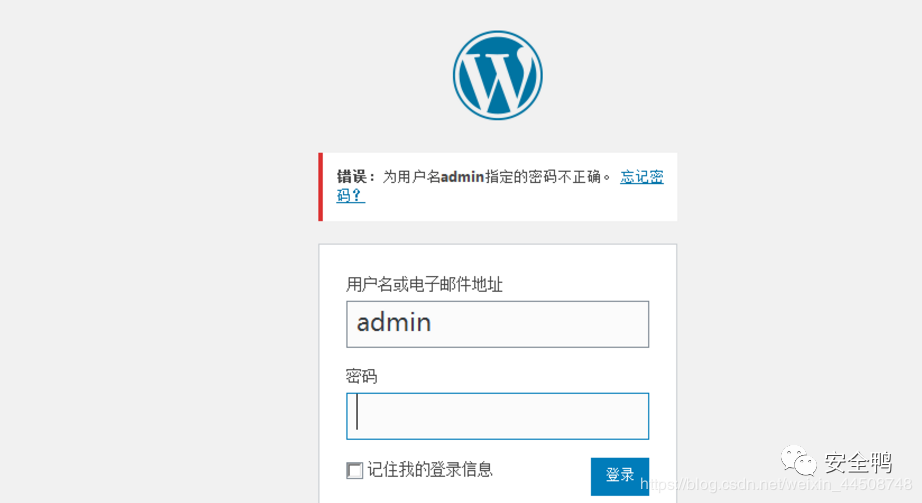 错误：为用户名admin指定的密码不正确。 忘记密
码？
用户名或电子邮件地址
admin
密码
记住我的登录信息
登录
安全鸭
https://blog.csdn.net/weixin_44508748